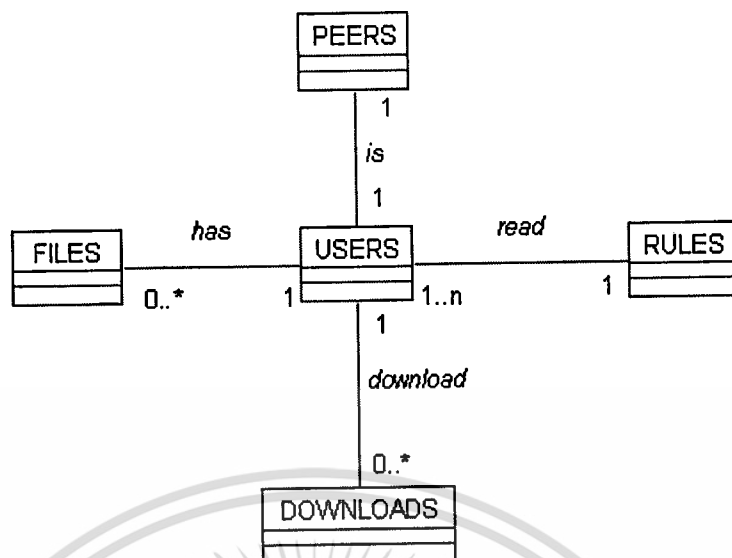 PEERS
1
is
1
has
read
FILES
USERS
RULES
0..*
1
1..n
1
1
download
0..*
DOWNLOADS